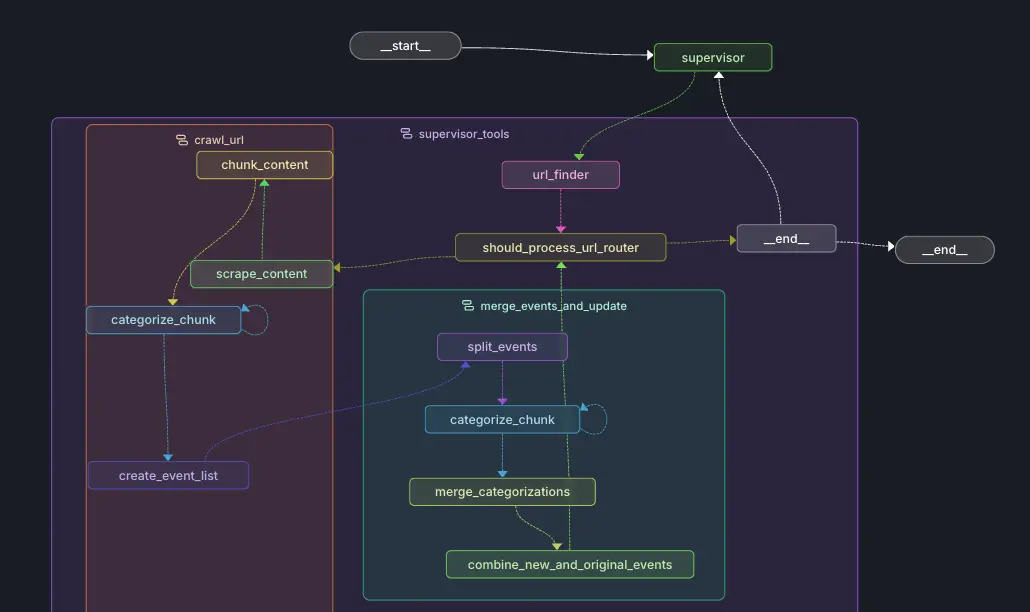 __start__
supervisor
crawl_url
supervisor_tools
chunk_content
url_finder
should_process_url_router
__end__
__end__
scrape_content
merge_events_and_update
categorize_chunk
split_events
categorize_chunk
create_event_list
merge_categorizations
combine_new_and_original_events